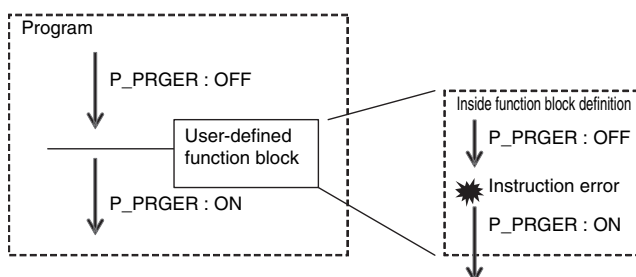 Program
P_PRGER : OFF
User-defined
function block
P_PRGER : ON
Inside function block definition
P_PRGER : OFF
Instruction error
P_PRGER : ON